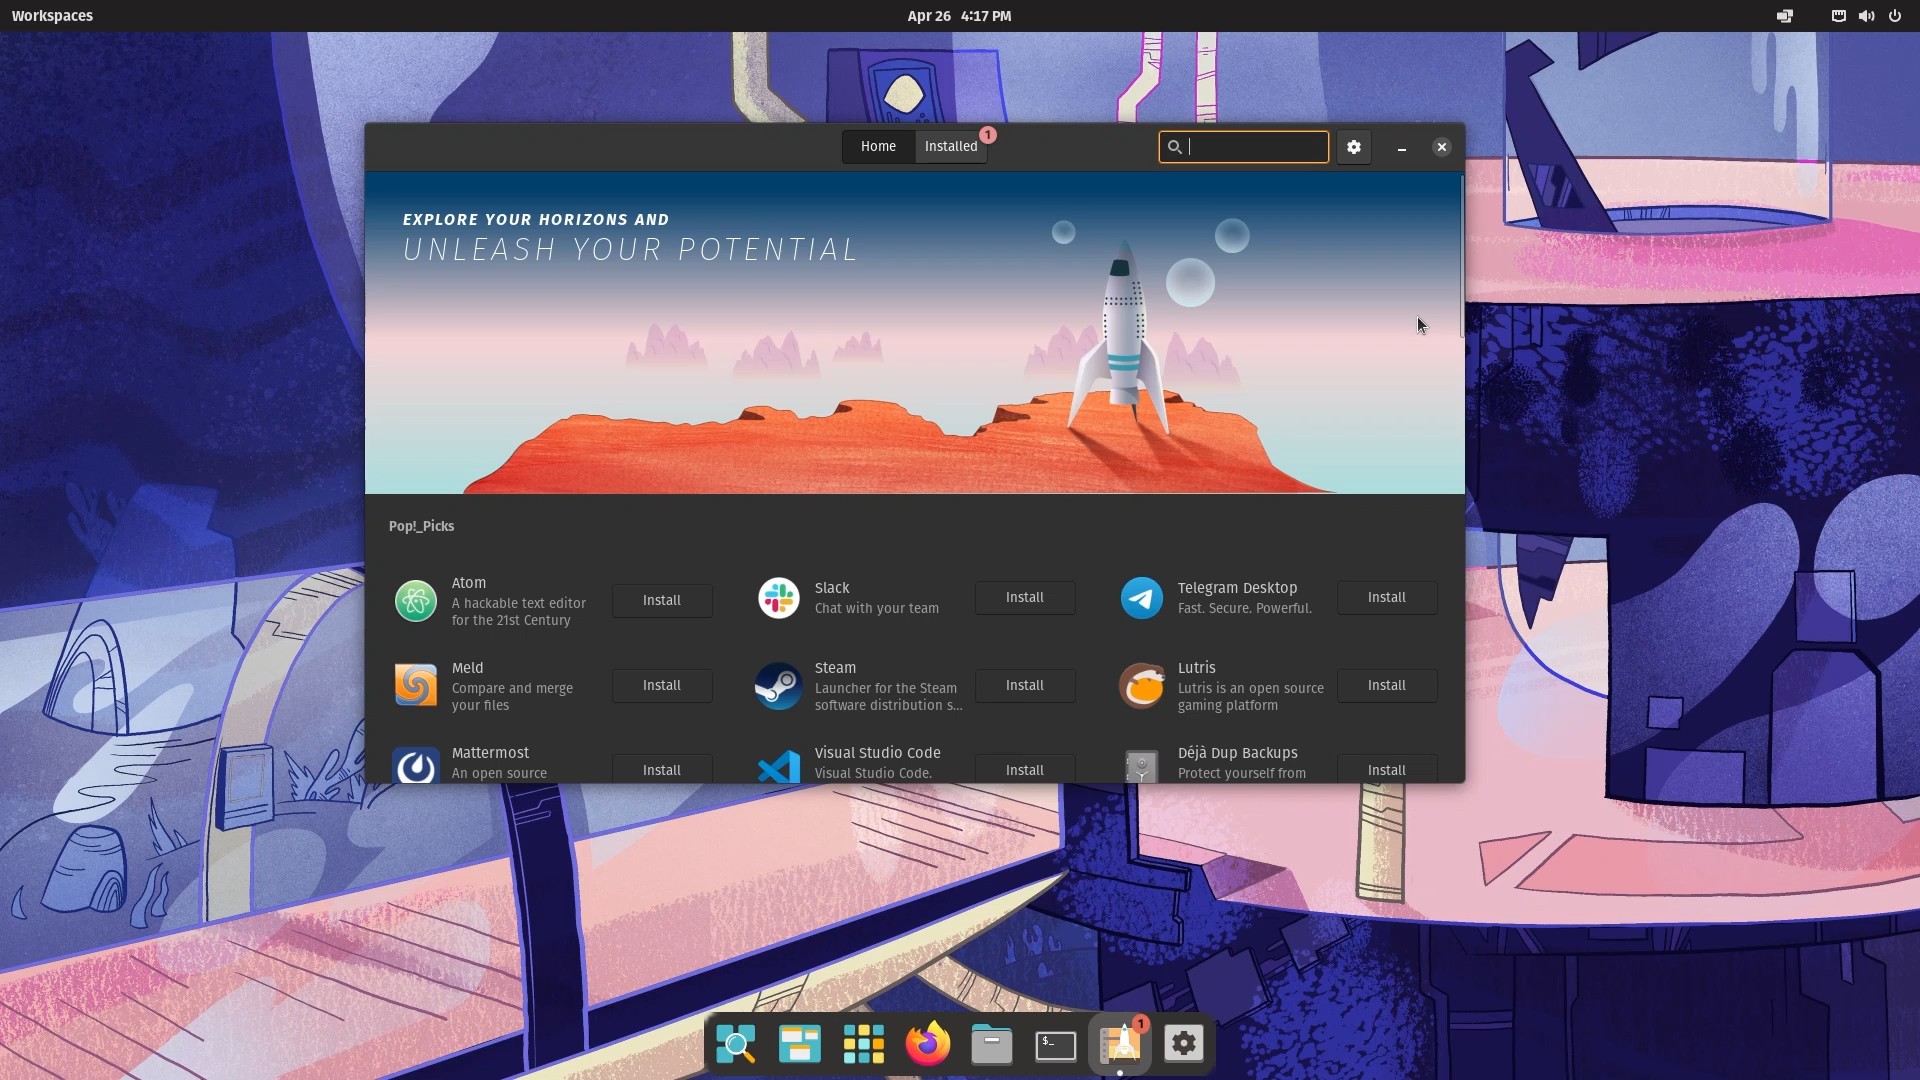 Workspaces
Apr 26 4:17 PM
Home
Installed
1
EXPLORE YOUR HORIZONS AND
UNLEASH YOUR POTENTIAL
Pop!_Picks
Atom
A hackable text editor
for the 21st Century
Install
Slack
Chat with your team
Install
Telegram Desktop
Fast. Secure. Powerful.
Install
Meld
Compare and merge
your files
Install
Steam
Launcher for the Steam
software distribution s...
Install
Lutris
Lutris is an open source
gaming platform
Install
Mattermost
An open source
Install
Visual Studio Code
Visual Studio Code.
Install
Déjà Dup Backups
Protect yourself from
Install
$_
1